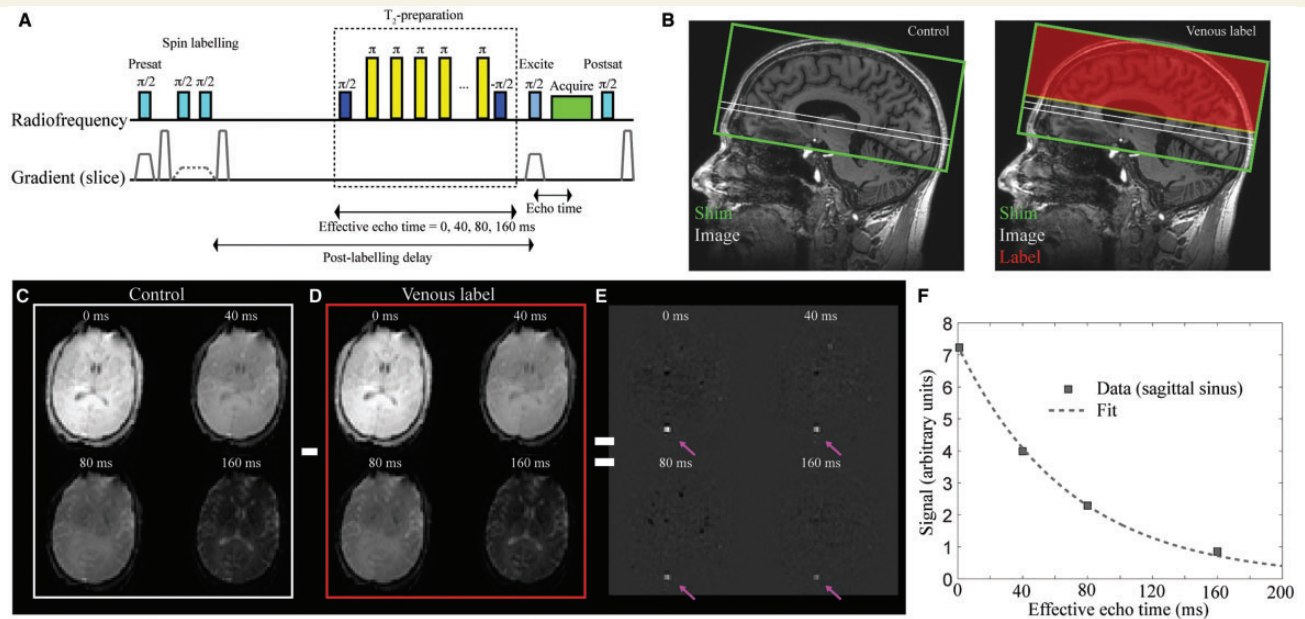 A
T₂-preparation
Spin labelling
Presat
π/2
π/2 π/2
π/2
π π π π ... π
-π/2
Excite
π/2
Acquire
Postsat
π/2
Radiofrequency
Gradient (slice)
Echo time
Effective echo time = 0, 40, 80, 160 ms
Post-labelling delay
B
Control
Shim
Image
Venous label
Shim
Image
Label
C
Control
0 ms
40 ms
80 ms
160 ms
D
Venous label
0 ms
40 ms
80 ms
160 ms
E
0 ms
40 ms
80 ms
160 ms
F
Signal (arbitrary units)
8
7
6
5
4
3
2
1
0
Data (sagittal sinus)
Fit
0 40 80 120 160 200
Effective echo time (ms)